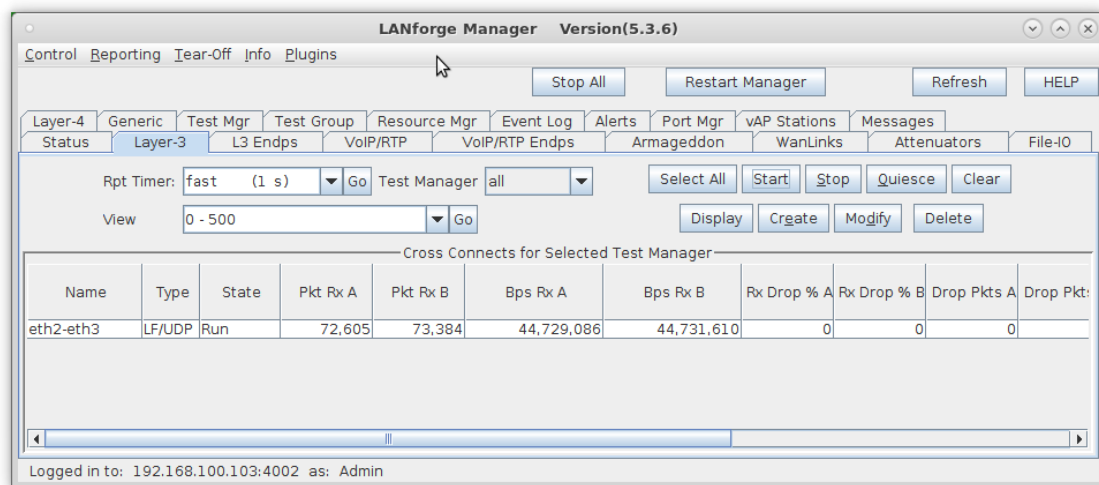 LANforge Manager Version(5.3.6)
Control Reporting Tear-Off Info Plugins
Stop All Restart Manager Refresh HELP
Layer-4 Generic Test Mgr Test Group Resource Mgr Event Log Alerts Port Mgr vAP Stations Messages
Status Layer-3 L3 Endps VoIP/RTP VoIP/RTP Endps Armageddon WanLinks Attenuators File-IO
Rpt Timer: fast (1 s) Go Test Manager all Select All Start Stop Quiesce Clear
View 0 - 500 Go Display Create Modify Delete
Cross Connects for Selected Test Manager
Name Type State Pkt Rx A Pkt Rx B Bps Rx A Bps Rx B Rx Drop % A Rx Drop % B Drop Pkts A Drop Pkts
eth2-eth3 LF/UDP Run 72,605 73,384 44,729,086 44,731,610 0 0 0
Logged in to: 192.168.100.103:4002 as: Admin